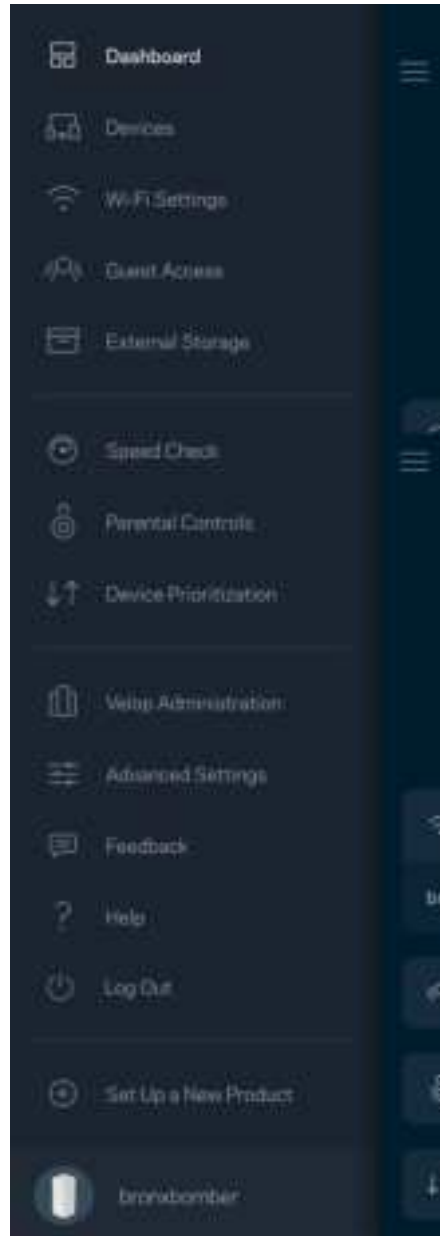 Dashboard
Devices
Wi-Fi Settings
Guest Access
External Storage
Speed Check
Parental Controls
Device Prioritization
Velop Administration
Advanced Settings
Feedback
? Help
Log Out
Set Up a New Product
bronxbomber